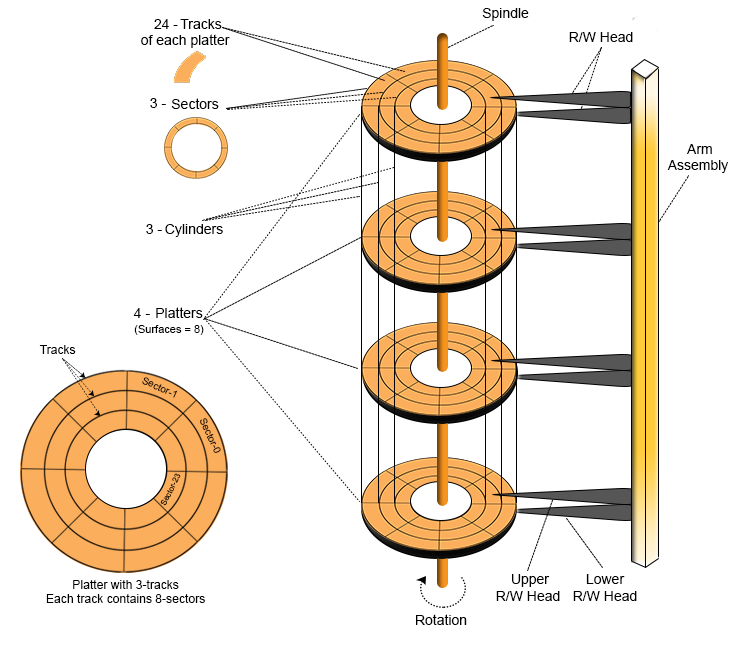 Spindle
24 - Tracks
of each platter
R/W Head
3 - Sectors
Arm
Assembly
3 - Cylinders
4 - Platters
(Surfaces = 8)
Tracks
Sector-1
Sector-0
Sector-23
Platter with 3-tracks
Each track contains 8-sectors
Upper
R/W Head
Lower
R/W Head
Rotation